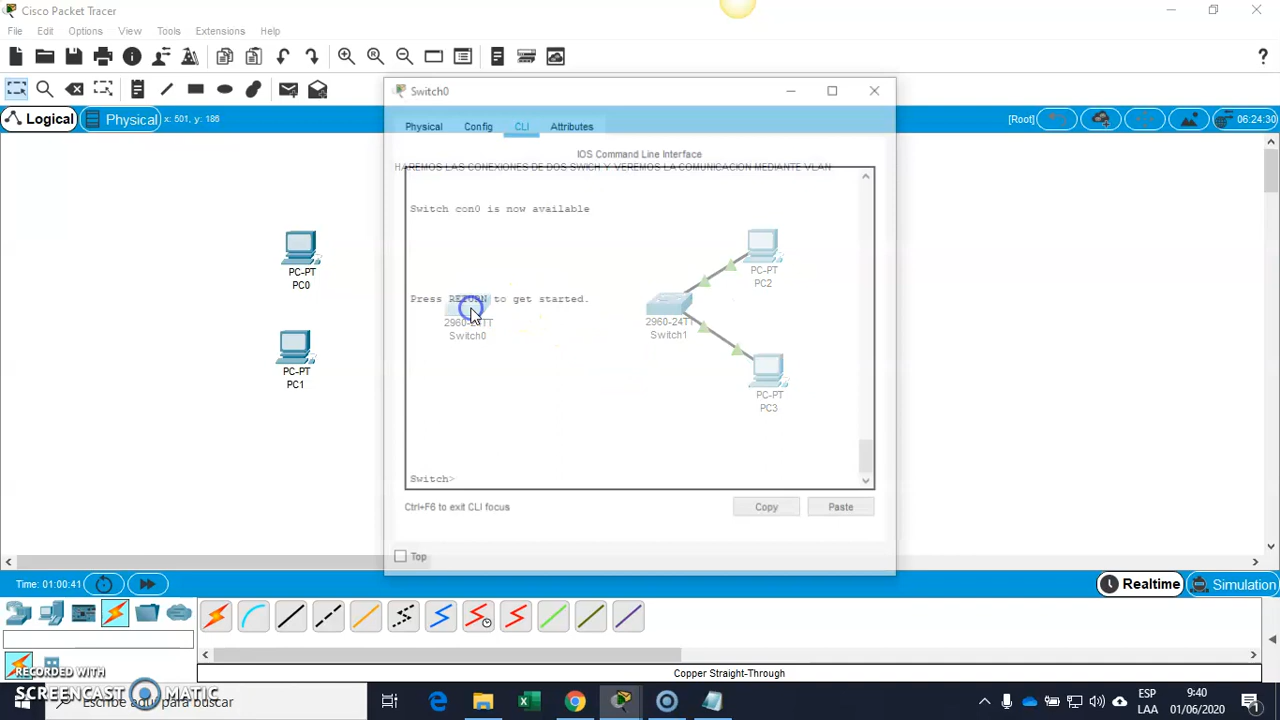 Cisco Packet Tracer
File Edit Options View Tools Extensions Help
Switch0
Logical Physical x: 501, y: 186
[Root] 06:24:30
Physical Config CLI Attributes
IOS Command Line Interface
HAREMOS LAS CONEXIONES DE DOS SWICH Y VEREMOS LA COMUNICACION MEDIANTE VLAN
Switch con0 is now available
PC-PT
PC0
PC-PT
PC2
Press RETURN to get started.
2960-24TT
Switch0
2960-24TT
Switch1
PC-PT
PC1
PC-PT
PC3
Switch>
Ctrl+F6 to exit CLI focus
Copy
Paste
Top
Time: 01:00:41
Realtime
Simulation
Copper Straight-Through
RECORDED WITH
SCREENCAST MATIC
Escribe aquí para buscar
ESP
LAA
9:40
01/06/2020
1